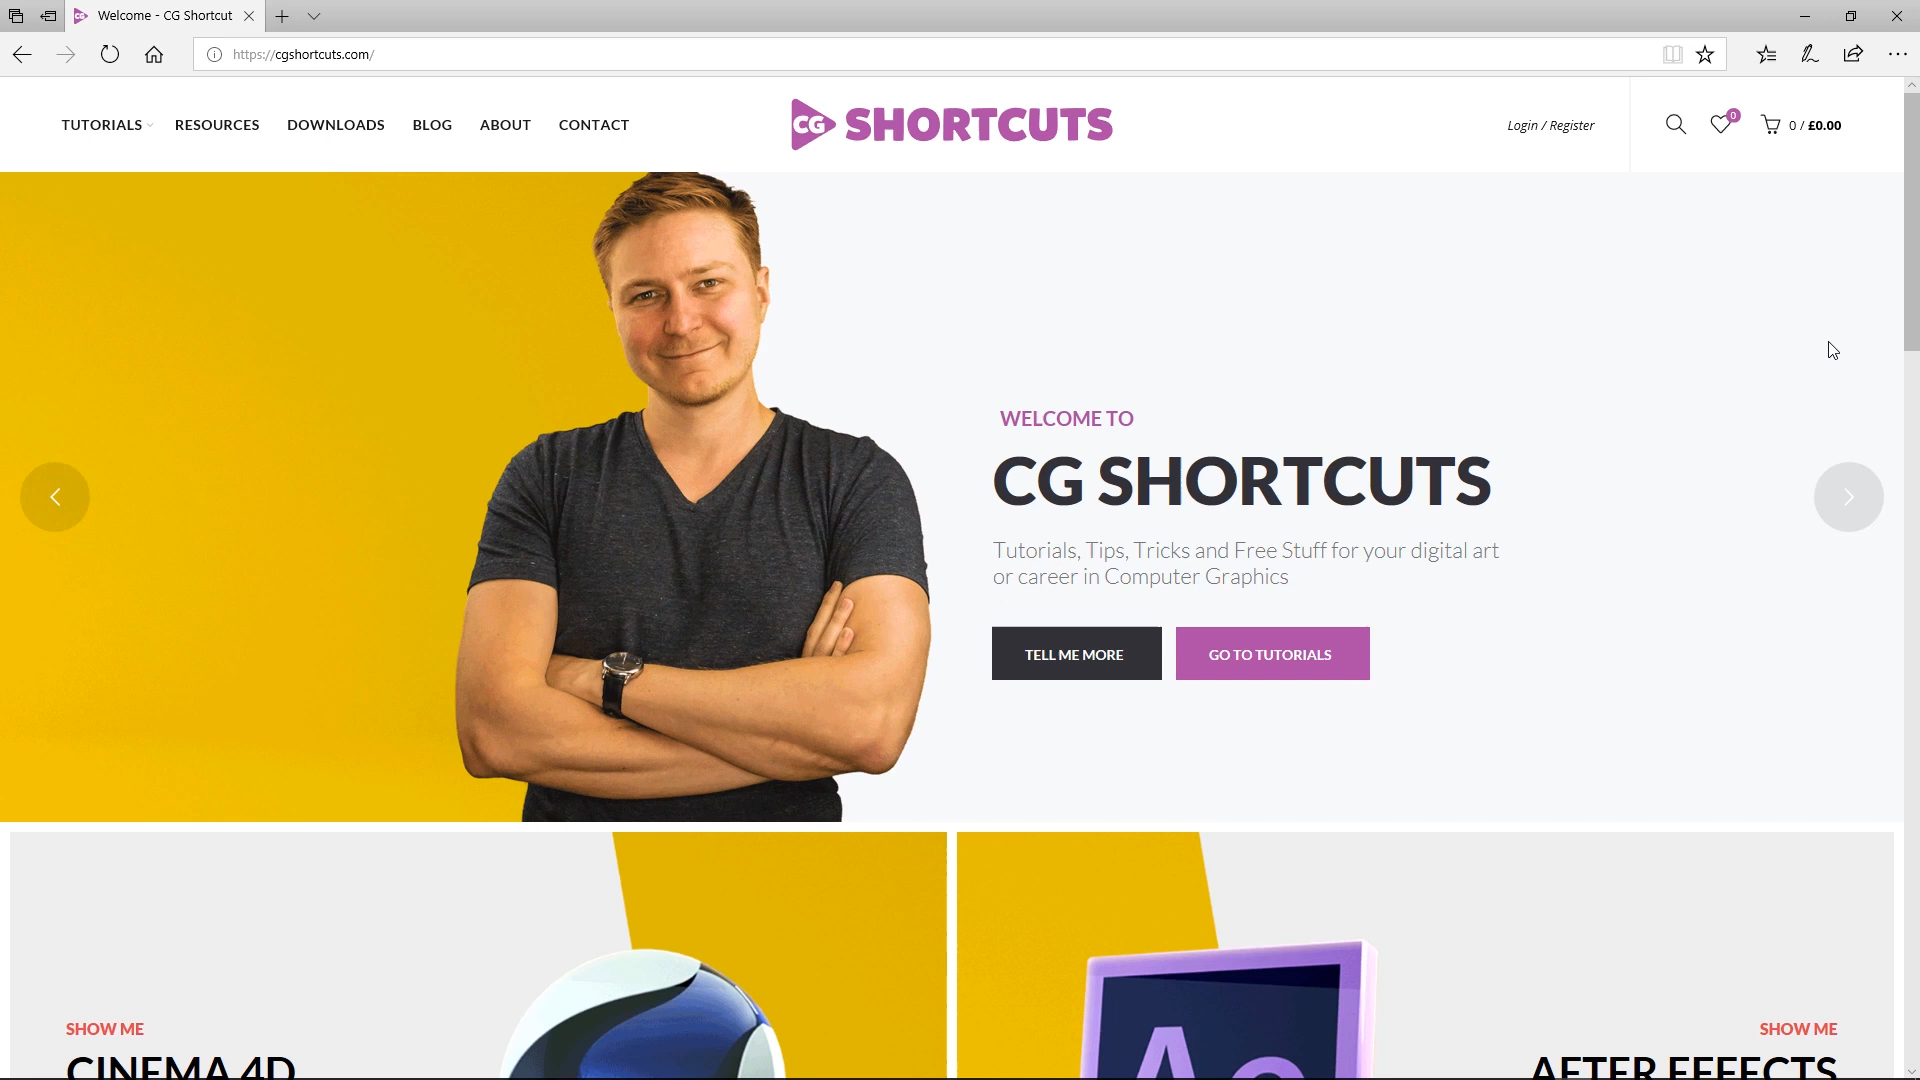 Welcome - CG Shortcut
https://cgshortcuts.com/
TUTORIALS
RESOURCES
DOWNLOADS
BLOG
ABOUT
CONTACT
CG SHORTCUTS
Login / Register
0
0 / £0.00
WELCOME TO
CG SHORTCUTS
Tutorials, Tips, Tricks and Free Stuff for your digital art
or career in Computer Graphics
TELL ME MORE
GO TO TUTORIALS
SHOW ME
CINEMA 4D
Ae
SHOW ME
AFTER EFFECTS